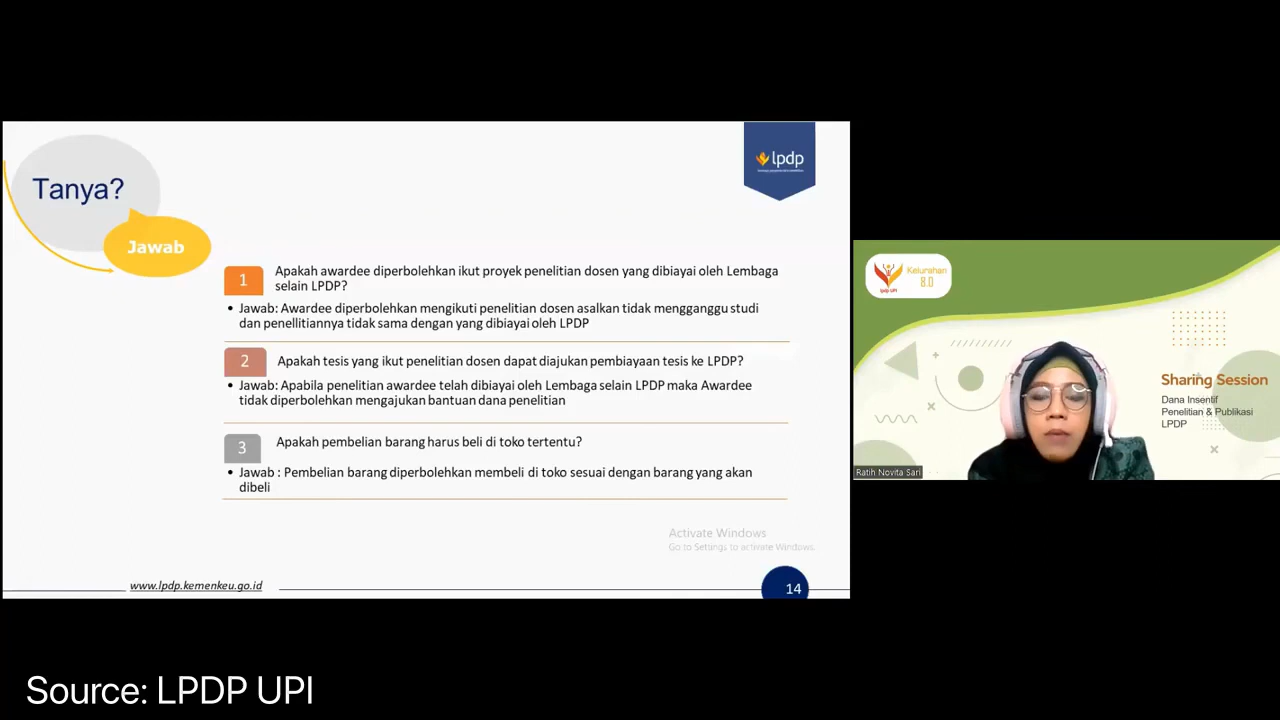 Tanya?
Jawab
lpdp
1
Apakah awardee diperbolehkan ikut proyek penelitian dosen yang dibiayai oleh Lembaga
selain LPDP?
• Jawab: Awardee diperbolehkan mengikuti penelitian dosen asalkan tidak mengganggu studi
dan penellitiannya tidak sama dengan yang dibiayai oleh LPDP
2
Apakah tesis yang ikut penelitian dosen dapat diajukan pembiayaan tesis ke LPDP?
• Jawab: Apabila penelitian awardee telah dibiayai oleh Lembaga selain LPDP maka Awardee
tidak diperbolehkan mengajukan bantuan dana penelitian
3
Apakah pembelian barang harus beli di toko tertentu?
• Jawab : Pembelian barang diperbolehkan membeli di toko sesuai dengan barang yang akan
dibeli
Activate Windows
Go to Settings to activate Windows.
www.lpdp.kemenkeu.go.id
14
lpdp UPI
Kelurahan
8.0
Sharing Session
Dana Insentif
Penelitian & Publikasi
LPDP
Ratih Novita Sari
Source: LPDP UPI